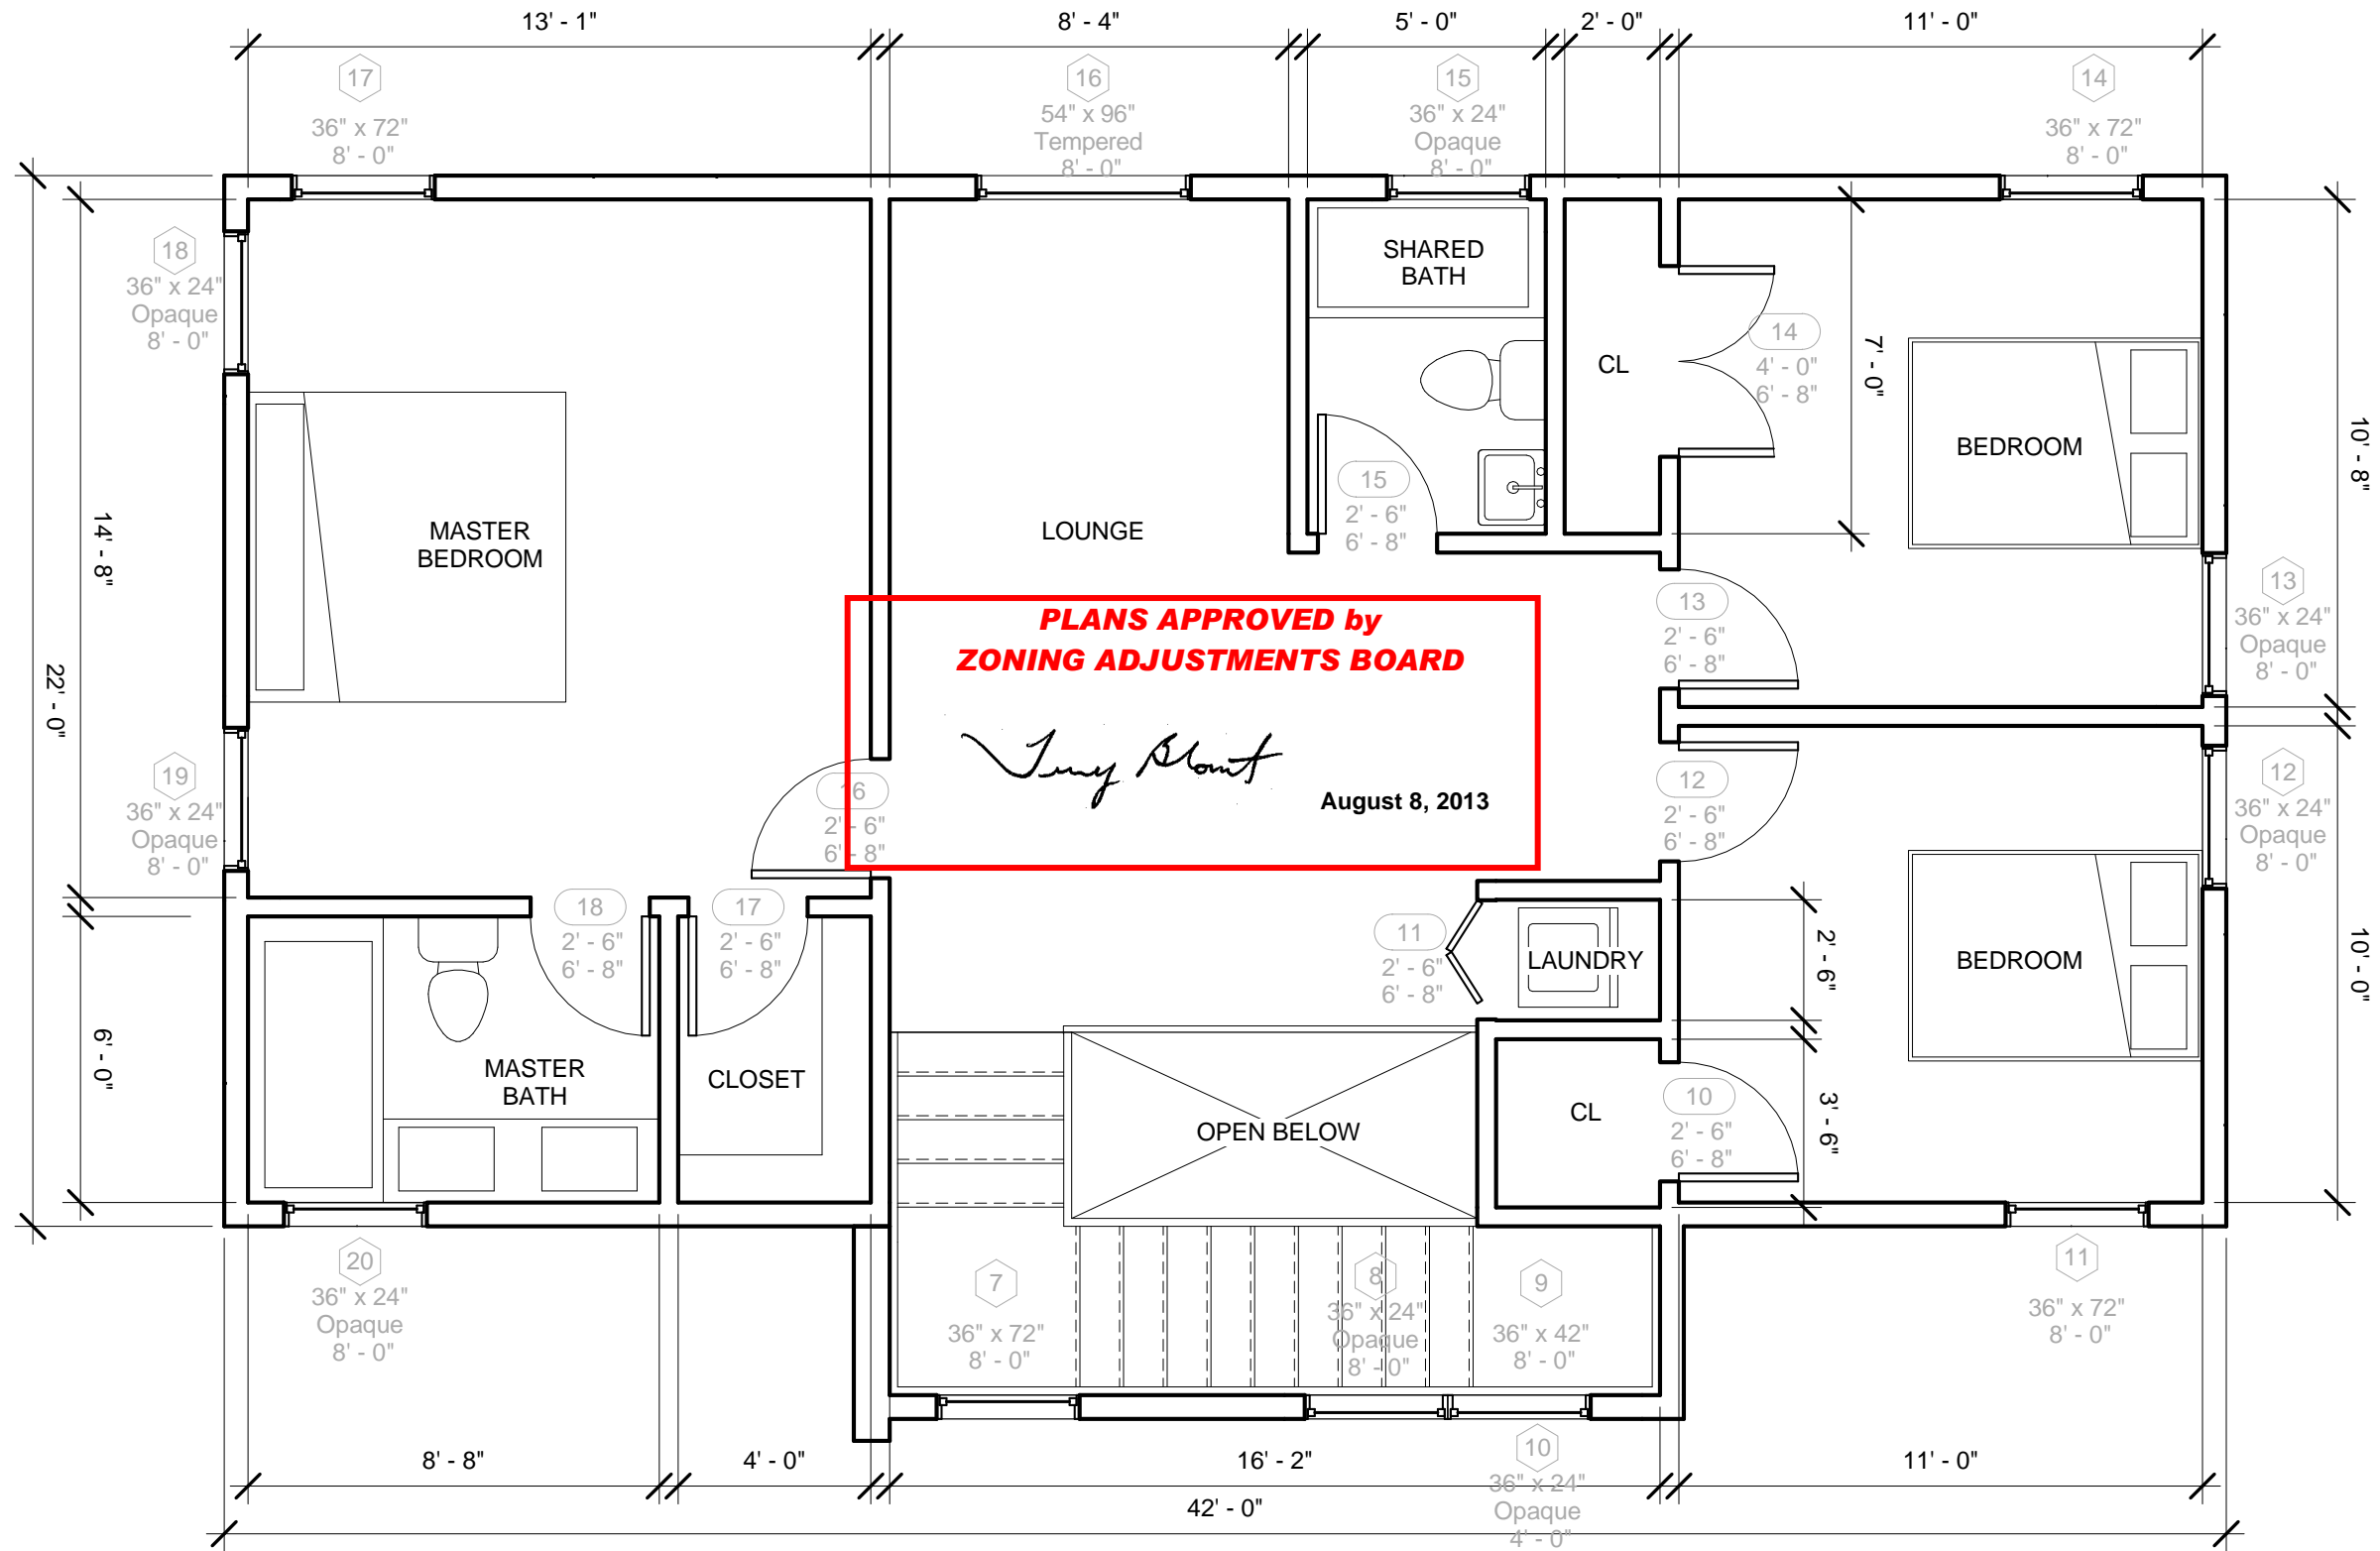 13' - 1"
8' - 4"
5' - 0"
2' - 0"
11' - 0"
17
36" x 72"
8' - 0"
16
54" x 96"
Tempered
8' - 0"
15
36" x 24"
Opaque
8' - 0"
14
36" x 72"
8' - 0"
18
36" x 24"
Opaque
8' - 0"
SHARED
BATH
CL
14
4' - 0"
6' - 8"
7' - 0"
BEDROOM
10' - 8"
14' - 8"
MASTER
BEDROOM
LOUNGE
15
2' - 6"
6' - 8"
13
2' - 6"
6' - 8"
13
36" x 24"
Opaque
8' - 0"
22' - 0"
PLANS APPROVED by
ZONING ADJUSTMENTS BOARD
August 8, 2013
19
36" x 24"
Opaque
8' - 0"
16
2' - 6"
6' - 8"
12
2' - 6"
6' - 8"
12
36" x 24"
Opaque
8' - 0"
18
2' - 6"
6' - 8"
17
2' - 6"
6' - 8"
11
2' - 6"
6' - 8"
LAUNDRY
2' - 6"
BEDROOM
10' - 0"
6' - 0"
MASTER
BATH
CLOSET
OPEN BELOW
CL
10
2' - 6"
6' - 8"
3' - 6"
20
36" x 24"
Opaque
8' - 0"
7
36" x 72"
8' - 0"
8
36" x 24"
Opaque
8' - 0"
9
36" x 42"
8' - 0"
11
36" x 72"
8' - 0"
8' - 8"
4' - 0"
16' - 2"
10
36" x 24"
Opaque
4' - 0"
11' - 0"
42' - 0"